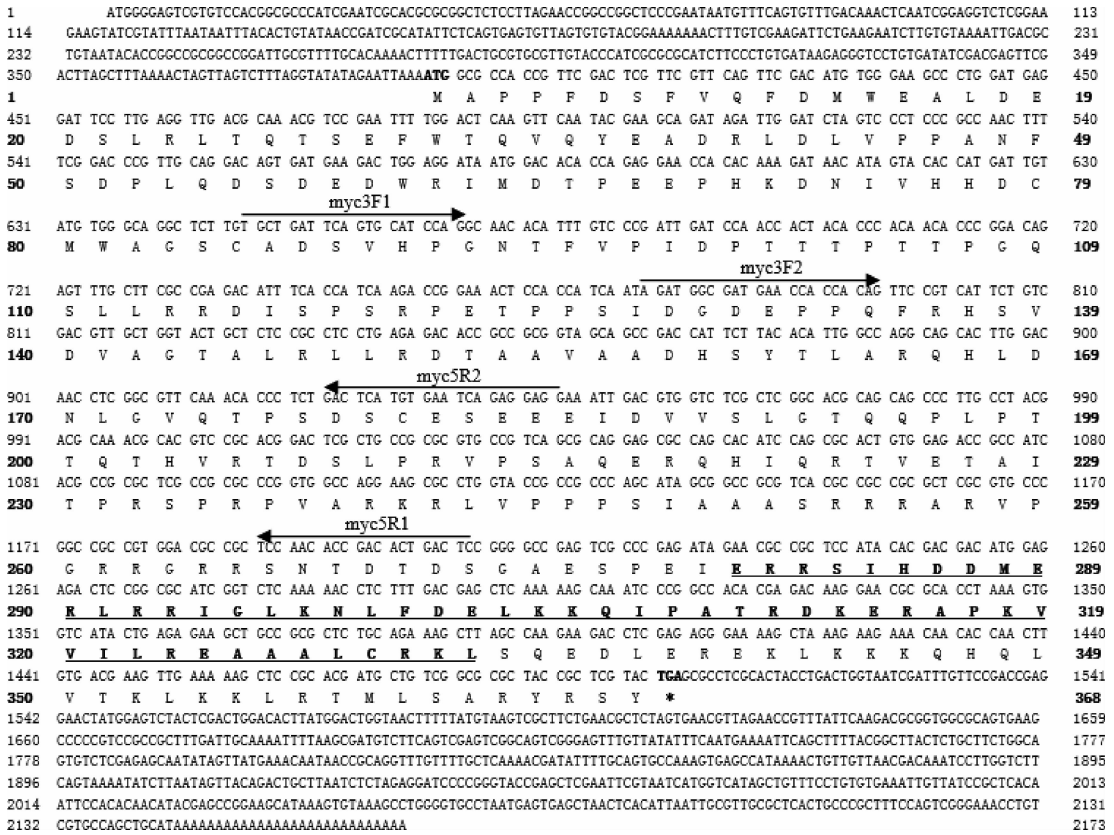 1 ATGGGGAGTCGTGTCCACGGCGCCCATCGAATCGCACGCGCGGCTCTCCTTAGAACCGGCCGGCTCCCGAATAATGTTTCAGTGTTTGACAAACTCAATCGGAGGTCTCGGAA 113
114 GAAGTATCGTATTTAATAATTTACACTGTATAACCGATCGCATATTCTCAGTGAGTGTTAGTGTGTACGGAAAAAAACTTTGTCGAAGATTCTGAAGAATCTTGTGTAAAATTGACGC 231
232 TGTAATACACCGGCCGCGGCCGGATTGCGTTTTGCACAAAACTTTTTGACTGCGTGCGTTGTACCCATCGCGCGCATCTTCCCTGTGATAAGAGGGTCCTGTGATATCGACGAGTTCG 349
350 ACTTAGCTTTAAAACTAGTTAGTCTTTAGGTATATAGAATTAAAATG GCG CCA CCG TTC GAC TCG TTC GTT CAG TTC GAC ATG TGG GAA GCC CTG GAT GAG 450
1 M A P P F D S F V Q F D M W E A L D E 19
451 GAT TCC TTG AGG TTG ACG CAA ACG TCC GAA TTT TGG ACT CAA GTT CAA TAC GAA GCA GAT AGA TTG GAT CTA GTC CCT CCC GCC AAC TTT 540
20 D S L R L T Q T S E F W T Q V Q Y E A D R L D L V P P A N F 49
541 TCG GAC CCG TTG CAG GAC AGT GAT GAA GAC TGG AGG ATA ATG GAC ACA CCA GAG GAA CCA CAC AAA GAT AAC ATA GTA CAC CAT GAT TGT 630
50 S D P L Q D S D E D W R I M D T P E E P H K D N I V H H D C 79
myc3F1
631 ATG TGG GCA GGC TCT TGT GCT GAT TCA GTG CAT CCA GGC AAC ACA TTT GTC CCG ATT GAT CCA ACC ACT ACA CCC ACA ACA CCC GGA CAG 720
80 M W A G S C A D S V H P G N T F V P I D P T T T P T T P G Q 109
myc3F2
721 AGT TTG CTT CGC CGA GAC ATT TCA CCA TCA AGA CCG GAA ACT CCA CCA TCA ATA GAT GGC GAT GAA CCA CCA CAG TTC CGT CAT TCT GTC 810
110 S L L R R D I S P S R P E T P P S I D G D E P P Q F R H S V 139
811 GAC GTT GCT GGT ACT GCT CTC CGC CTC CTG AGA GAC ACC GCC GCG GTA GCA GCC GAC CAT TCT TAC ACA TTG GCC AGG CAG CAC TTG GAC 900
140 D V A G T A L R L L R D T A A V A A D H S Y T L A R Q H L D 169
myc5R2
901 AAC CTC GGC GTT CAA ACA CCC TCT GAC TCA TGT GAA TCA GAG GAG GAA ATT GAC GTG GTC TCG CTC GGC ACG CAG CAG CCC TTG CCT ACG 990
170 N L G V Q T P S D S C E S E E E I D V V S L G T Q Q P L P T 199
991 ACG CAA ACG CAC GTC CGC ACG GAC TCG CTG CCG CGC GTG CCG TCA GCG CAG GAG CGC CAG CAC ATC CAG CGC ACT GTG GAG ACC GCC ATC 1080
200 T Q T H V R T D S L P R V P S A Q E R Q H I Q R T V E T A I 229
1081 ACG CCG CGC TCG CCG CGC CCG GTG GCC AGG AAG CGC CTG GTA CCG CCG CCC AGC ATA GCG GCC GCG TCA CGC CGC CGC GCT CGC GTG CCC 1170
230 T P R S P R P V A R K R L V P P P S I A A A S R R R A R V P 259
myc5R1
1171 GGC CGC CGT GGA CGC CGC TCC AAC ACC GAC ACT GAC TCC GGG GCC GAG TCG CCC GAG ATA GAA CGC CGC TCC ATA CAC GAC GAC ATG GAG 1260
260 G R R G R R S N T D T D S G A E S P E I E R R S I H D D M E 289
1261 AGA CTC CGG CGC ATC GGT CTC AAA AAC CTC TTT GAC GAG CTC AAA AAG CAA ATC CCG GCC ACA CGA GAC AAG GAA CGC GCA CCT AAA GTG 1350
290 R L R R I G L K N L F D E L K K Q I P A T R D K E R A P K V 319
1351 GTC ATA CTG AGA GAA GCT GCC GCG CTC TGC AGA AAG CTT AGC CAA GAA GAC CTC GAG AGG GAA AAG CTA AAG AAG AAA CAA CAC CAA CTT 1440
320 V I L R E A A A L C R K L S Q E D L E R E K L K K K Q H Q L 349
1441 GTG ACG AAG TTG AAA AAG CTC CGC ACG ATG CTG TCG GCG CGC TAC CGC TCG TAC TGAGCGCCTCGCACTACCTGACTGGTAATCGATTTGTTCCGACCGAG 1541
350 V T K L K K L R T M L S A R Y R S Y * 368
1542 GAACTATGGAGTCTACTCGACTGGACACTTATGGACTGGTAACTTTTTATGTAAGTCGCTTCTGAACGCTCTAGTGAACGTTAGAACCGTTTATTCAAGACGCGGTGGCGCAGTGAAG 1659
1660 CCCCCGTCCGCCGCTTTGATTGCAAAATTTTAAGCGATGTCTTCAGTCGAGTCGGCAGTCGGGAGTTTGTTATATTTCAATGAAAATTCAGCTTTTACGGCTTACTCTGCTTCTGGCA 1777
1778 GTGTCTCGAGAGCAATATAGTTATGAAACAATAACCGCAGGTTTGTTTTGCTCAAAACGATATTTTGCAGTGCCAAAGTGAGCCATAAAACTGTTGTTAACGACAAATCCTTGGTCTT 1895
1896 CAGTAAAATATCTTAATAGTTACAGACTGCTTAATCTCTAGAGGATCCCCGGGTACCGAGCTCGAATTCGTAATCATGGTCATAGCTGTTTCCTGTGTGAAATTGTTATCCGCTCACA 2013
2014 ATTCCACACAACATACGAGCCGGAAGCATAAAGTGTAAAGCCTGGGGTGCCTAATGAGTGAGCTAACTCACATTAATTGCGTTGCGCTCACTGCCCGCTTTCCAGTCGGGAAACCTGT 2131
2132 CGTGCCAGCTGCATAAAAAAAAAAAAAAAAAAAAAAAAAAA 2173